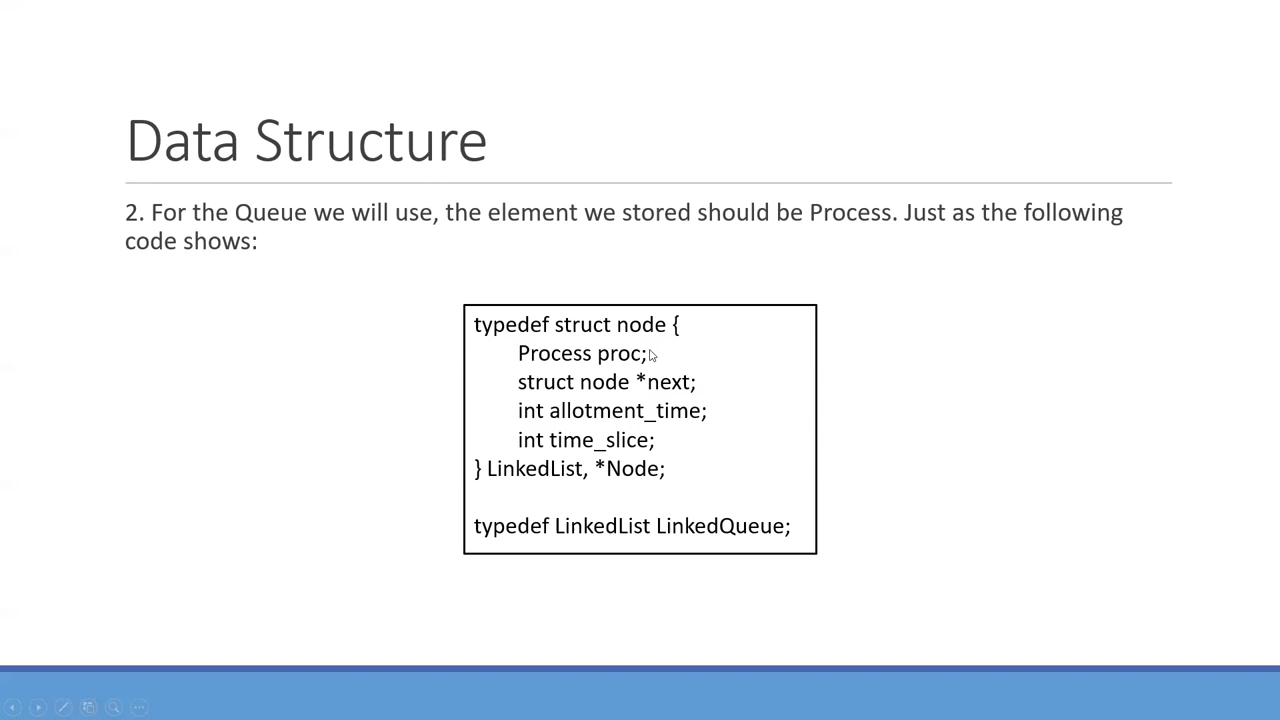 Data Structure
2. For the Queue we will use, the element we stored should be Process. Just as the following
code shows:
typedef struct node {
Process proc;
struct node *next;
int allotment_time;
int time_slice;
} LinkedList, *Node;
typedef LinkedList LinkedQueue;